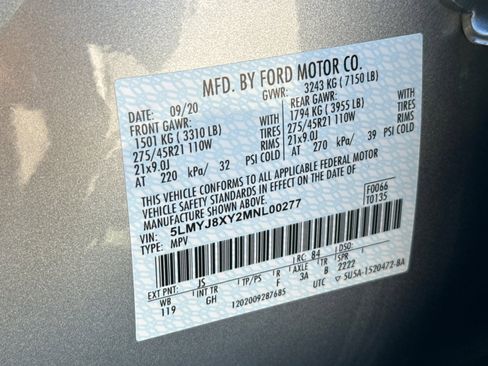 MFD. BY FORD MOTOR CO.
DATE: 09/20 GVWR: 3243 KG ( 7150 LB)
FRONT GAWR: REAR GAWR:
1501 KG ( 3310 LB) WITH 1794 KG ( 3955 LB) WITH
275/45R21 110W TIRES 275/45R21 110W TIRES
21x9.0J RIMS 21x9.0J RIMS
AT 220 kPa/ 32 PSI COLD AT 270 kPa/ 39 PSI COLD
THIS VEHICLE CONFORMS TO ALL APPLICABLE FEDERAL MOTOR
VEHICLE SAFETY STANDARDS IN EFFECT ON THE DATE OF
MANUFACTURE SHOWN ABOVE.
VIN: 5LMYJ8XY2MNL00277 F0066
TYPE: MPV T0135
EXT PNT: JS RC: 84 DSO:
WB INT TR TP/PS R AXLE TR SPR
119 GH F 3A B 2222
1202009287685 UTC ▽5U5A-1520472-BA